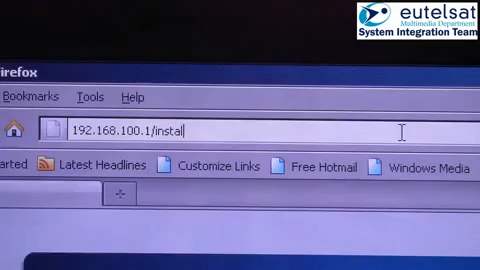 eutelsat
Multimedia Department
System Integration Team
irefox
Bookmarks Tools Help
192.168.100.1/instal
arted Latest Headlines Customize Links Free Hotmail Windows Media